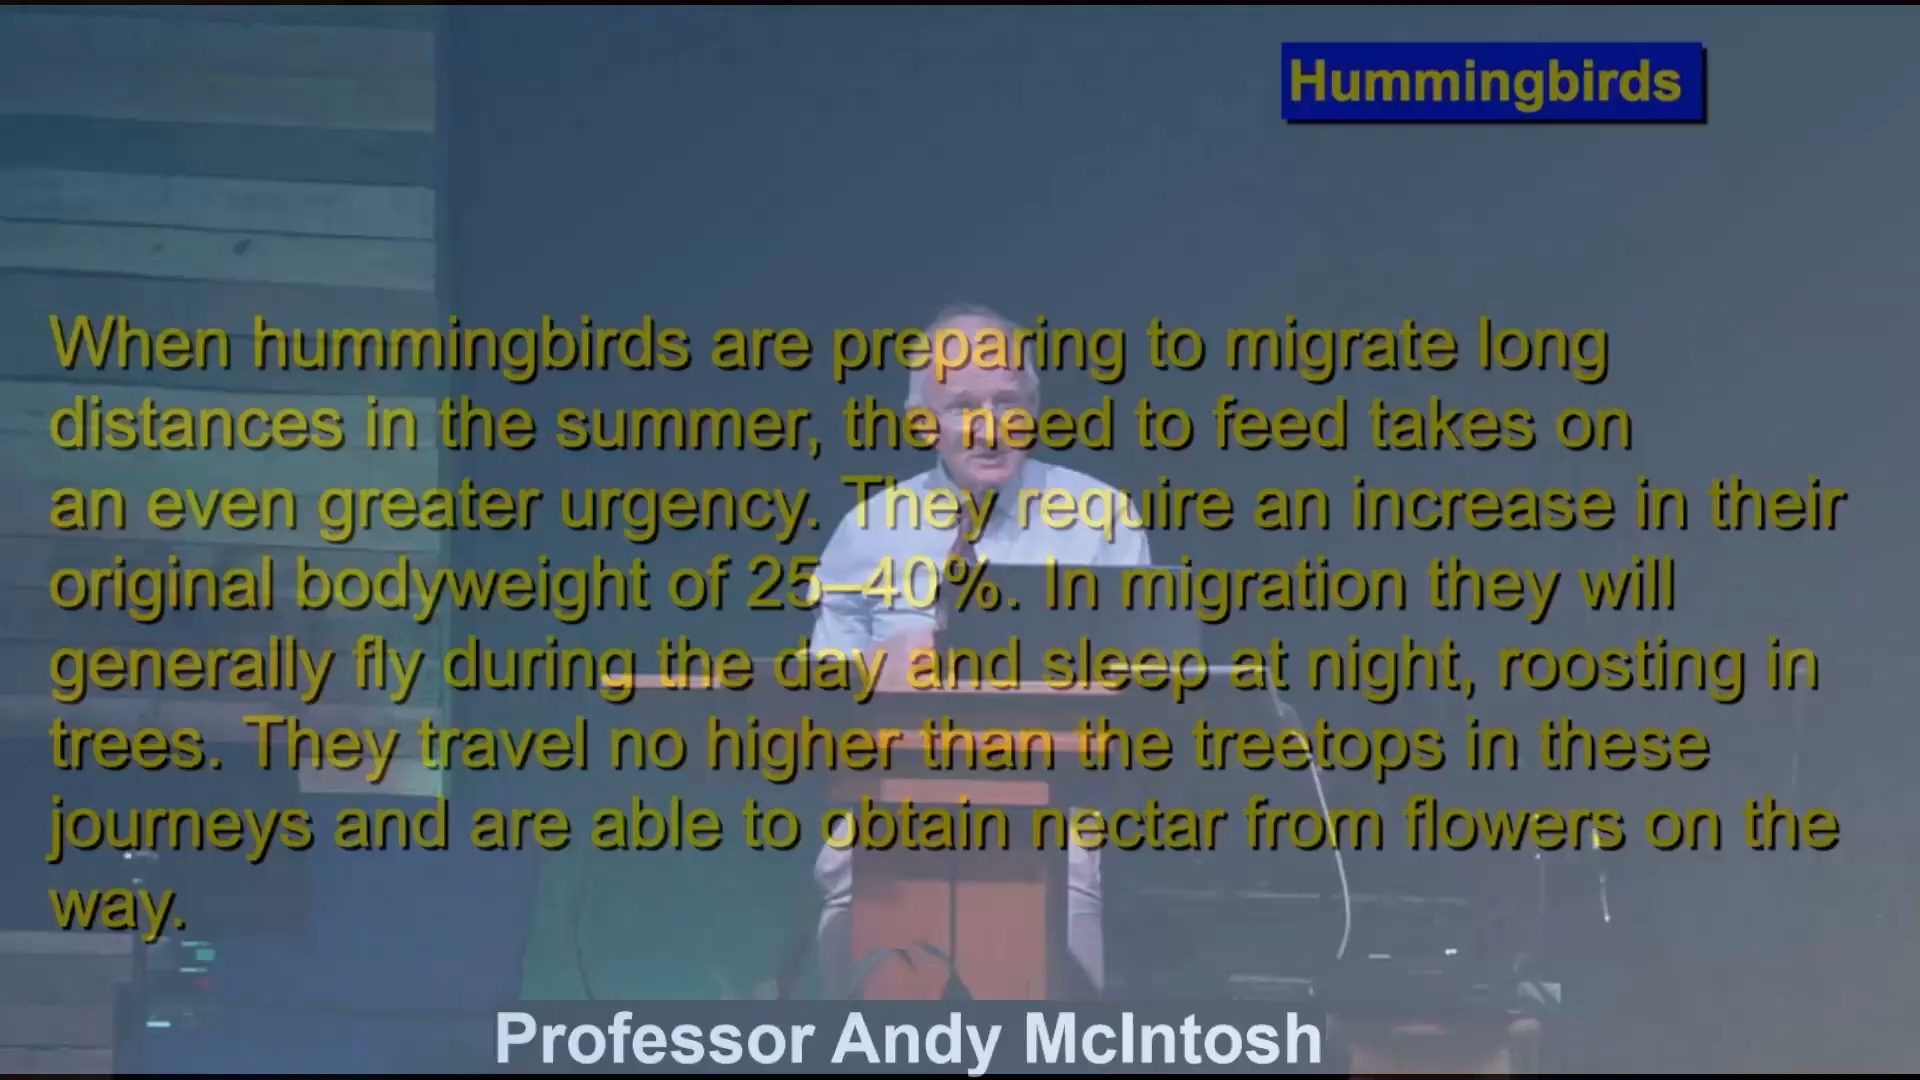 Hummingbirds
When hummingbirds are preparing to migrate long
distances in the summer, the need to feed takes on
an even greater urgency. They require an increase in their
original bodyweight of 25–40%. In migration they will
generally fly during the day and sleep at night, roosting in
trees. They travel no higher than the treetops in these
journeys and are able to obtain nectar from flowers on the
way.
Professor Andy McIntosh